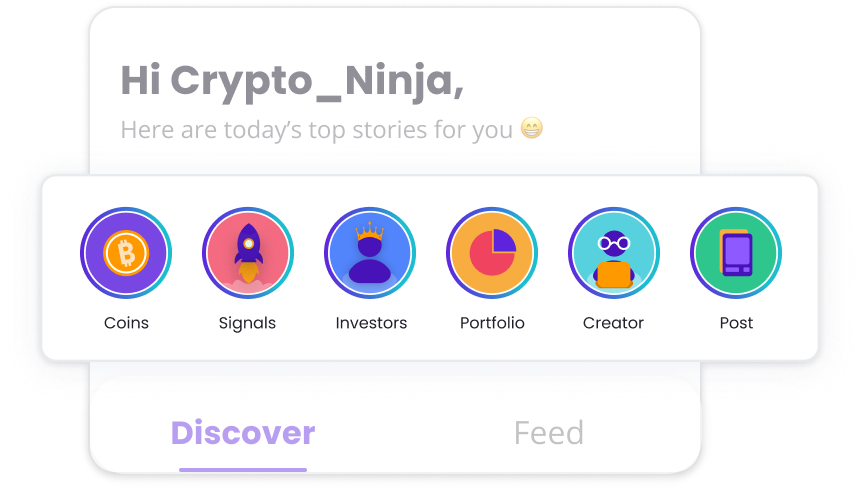 Hi Crypto_Ninja,
Here are today’s top stories for you 😁
Coins Signals Investors Portfolio Creator Post
Discover Feed